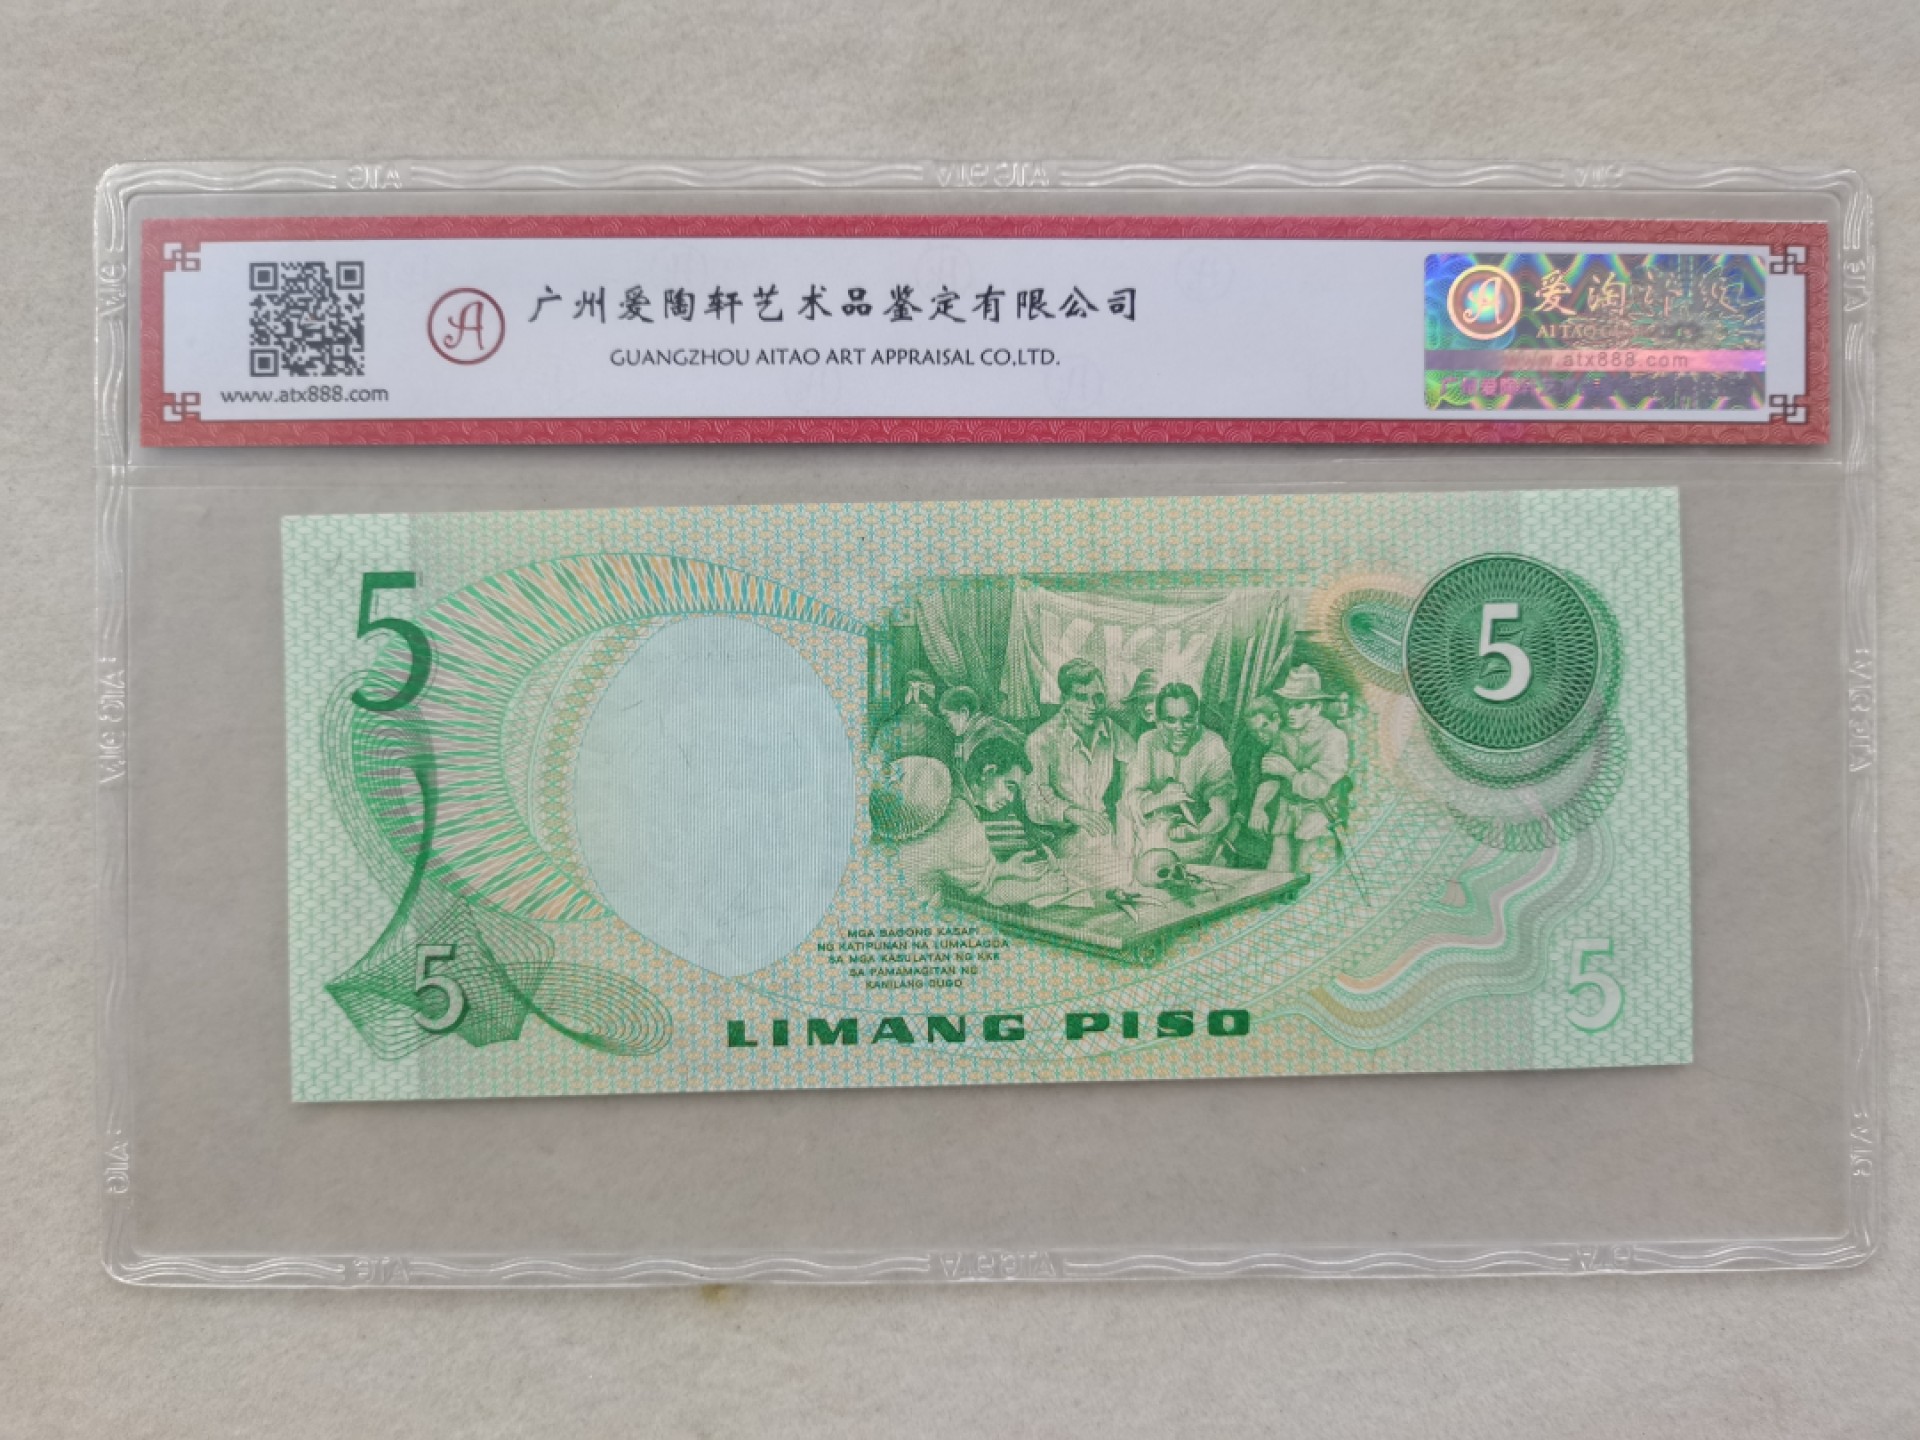 广州爱陶轩艺术品鉴定有限公司
GUANGZHOU AITAO ART APPRAISAL CO.,LTD.
www.atx888.com
爱淘
AITAO
www.atx888.com
5
5
KKK
MGA BAGONG KASAPI
NG KATIPUNAN NA LUMALAGDA
SA MGA KASULATAN NG KKK
SA PAMAMAGITAN NG
KANILANG DUGO
5
5
LIMANG PISO